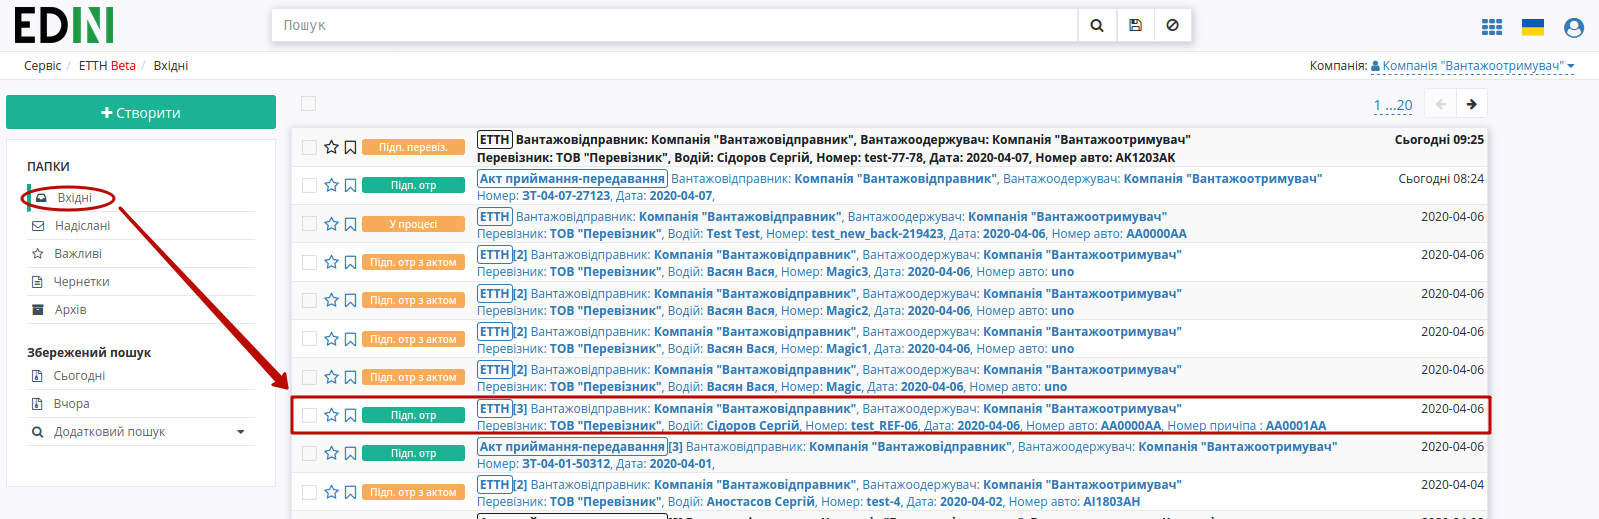 EDIN
Пошук
Сервіс / ЕТТН Beta / Вхідні
Компанія: Компанія "Вантажоотримувач"
Створити
1 ...20
ПАПКИ
Вхідні
Надіслані
Важливі
Чернетки
Архів
Збережений пошук
Сьогодні
Вчора
Додатковий пошук
Підп. перевіз. ЕТТН Вантажовідправник: Компанія "Вантажовідправник", Вантажоодержувач: Компанія "Вантажоотримувач" Сьогодні 09:25
Перевізник: ТОВ "Перевізник", Водій: Сідоров Сергій, Номер: test-77-78, Дата: 2020-04-07, Номер авто: AK1203AK
Підп. отр Акт приймання-передавання Вантажовідправник: Компанія "Вантажовідправник", Вантажоодержувач: Компанія "Вантажоотримувач" Сьогодні 08:24
Номер: ЗТ-04-07-27123, Дата: 2020-04-07,
У процесі ЕТТН Вантажовідправник: Компанія "Вантажовідправник", Вантажоодержувач: Компанія "Вантажоотримувач" 2020-04-06
Перевізник: ТОВ "Перевізник", Водій: Test Test, Номер: test_new_back-219423, Дата: 2020-04-06, Номер авто: AA0000AA
Підп. отр з актом ЕТТН[2] Вантажовідправник: Компанія "Вантажовідправник", Вантажоодержувач: Компанія "Вантажоотримувач" 2020-04-06
Перевізник: ТОВ "Перевізник", Водій: Васян Вася, Номер: Magic3, Дата: 2020-04-06, Номер авто: uno
Підп. отр з актом ЕТТН[2] Вантажовідправник: Компанія "Вантажовідправник", Вантажоодержувач: Компанія "Вантажоотримувач" 2020-04-06
Перевізник: ТОВ "Перевізник", Водій: Васян Вася, Номер: Magic2, Дата: 2020-04-06, Номер авто: uno
Підп. отр з актом ЕТТН[2] Вантажовідправник: Компанія "Вантажовідправник", Вантажоодержувач: Компанія "Вантажоотримувач" 2020-04-06
Перевізник: ТОВ "Перевізник", Водій: Васян Вася, Номер: Magic1, Дата: 2020-04-06, Номер авто: uno
Підп. отр з актом ЕТТН[2] Вантажовідправник: Компанія "Вантажовідправник", Вантажоодержувач: Компанія "Вантажоотримувач" 2020-04-06
Перевізник: ТОВ "Перевізник", Водій: Васян Вася, Номер: Magic, Дата: 2020-04-06, Номер авто: uno
Підп. отр ЕТТН[3] Вантажовідправник: Компанія "Вантажовідправник", Вантажоодержувач: Компанія "Вантажоотримувач" 2020-04-06
Перевізник: ТОВ "Перевізник", Водій: Сідоров Сергій, Номер: test_REF-06, Дата: 2020-04-06, Номер авто: AA0000AA, Номер причіпа : AA0001AA
Підп. отр Акт приймання-передавання[3] Вантажовідправник: Компанія "Вантажовідправник", Вантажоодержувач: Компанія "Вантажоотримувач" 2020-04-06
Номер: ЗТ-04-01-50312, Дата: 2020-04-01,
Підп. отр з актом ЕТТН[2] Вантажовідправник: Компанія "Вантажовідправник", Вантажоодержувач: Компанія "Вантажоотримувач" 2020-04-04
Перевізник: ТОВ "Перевізник", Водій: Аностасов Сергій, Номер: test-4, Дата: 2020-04-02, Номер авто: AI1803AH